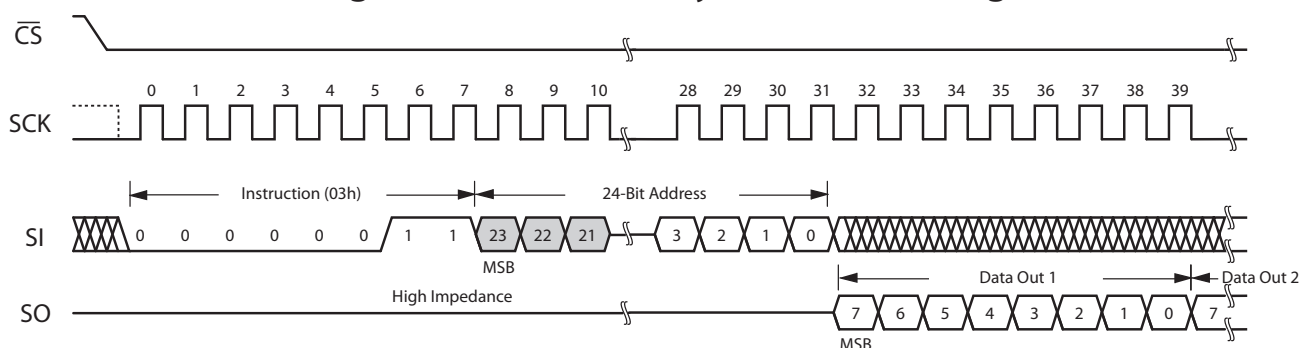 CS
0 1 2 3 4 5 6 7 8 9 10 28 29 30 31 32 33 34 35 36 37 38 39
SCK
Instruction (03h) 24-Bit Address
SI 0 0 0 0 0 0 1 1 23 22 21 3 2 1 0
MSB
Data Out 1 Data Out 2
High Impedance
SO 7 6 5 4 3 2 1 0 7
MSB